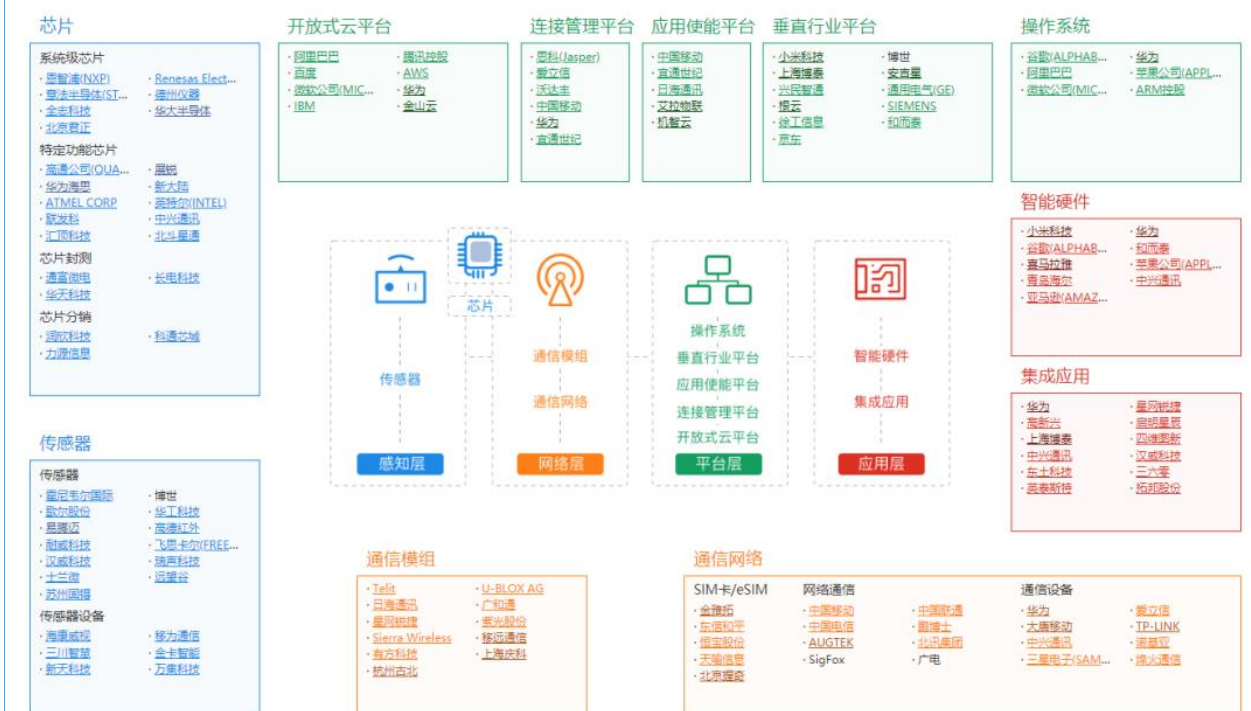 芯片
系统级芯片
· 恩智浦(NXP) · Renesas Elect...
· 意法半导体(ST... · 德州仪器
· 全志科技 · 华大半导体
· 北京君正
特定功能芯片
· 高通公司(QUA... · 展锐
· 华为海思 · 新大陆
· ATMEL CORP · 英特尔(INTEL)
· 联发科 · 中兴通讯
· 汇顶科技 · 北斗星通
芯片封测
· 通富微电 · 长电科技
· 华天科技
芯片分销
· 润欣科技 · 科通芯城
· 力源信息
开放式云平台
· 阿里巴巴 · 腾讯控股
· 百度 · AWS
· 微软公司(MIC... · 华为
· IBM · 金山云
连接管理平台
· 思科(Jasper)
· 爱立信
· 沃达丰
· 中国移动
· 华为
· 宜通世纪
应用使能平台
· 中国移动
· 宜通世纪
· 日海通讯
· 艾拉物联
· 机智云
垂直行业平台
· 小米科技 · 博世
· 上海博泰 · 安吉星
· 兴民智通 · 通用电气(GE)
· 根云 · SIEMENS
· 徐工信息 · 和而泰
· 京东
操作系统
· 谷歌(ALPHAB... · 华为
· 阿里巴巴 · 苹果公司(APPL...
· 微软公司(MIC... · ARM控股
智能硬件
· 小米科技 · 华为
· 谷歌(ALPHAB... · 和而泰
· 喜马拉雅 · 苹果公司(APPL...
· 青岛海尔 · 中兴通讯
· 亚马逊(AMAZ...
芯片
传感器
感知层
通信模组
通信网络
网络层
操作系统
垂直行业平台
应用使能平台
连接管理平台
开放式云平台
平台层
智能硬件
集成应用
应用层
集成应用
· 华为 · 星网锐捷
· 高新兴 · 启明星辰
· 上海博泰 · 四维图新
· 中兴通讯 · 汉威科技
· 东土科技 · 三六零
· 英泰斯特 · 拓邦股份
传感器
传感器
· 霍尼韦尔国际 · 博世
· 歌尔股份 · 华工科技
· 易腾迈 · 高德红外
· 耐威科技 · 飞思卡尔(FREE...
· 汉威科技 · 瑞声科技
· 士兰微 · 远望谷
· 苏州固锝
传感器设备
· 海康威视 · 移为通信
· 三川智慧 · 金卡智能
· 新天科技 · 万集科技
通信模组
· Telit · U-BLOX AG
· 日海通讯 · 广和通
· 星网锐捷 · 萤光股份
· Sierra Wireless · 移远通信
· 有方科技 · 上海庆科
· 杭州古北
通信网络
SIM卡/eSIM
· 金雅拓
· 东信和平
· 恒宝股份
· 天喻信息
· 北京握奇
网络通信
· 中国移动 · 中国联通
· 中国电信 · 鹏博士
· AUGTEK · 北讯集团
· SigFox · 广电
通信设备
· 华为 · 爱立信
· 大唐移动 · TP-LINK
· 中兴通讯 · 诺基亚
· 三星电子(SAM... · 烽火通信